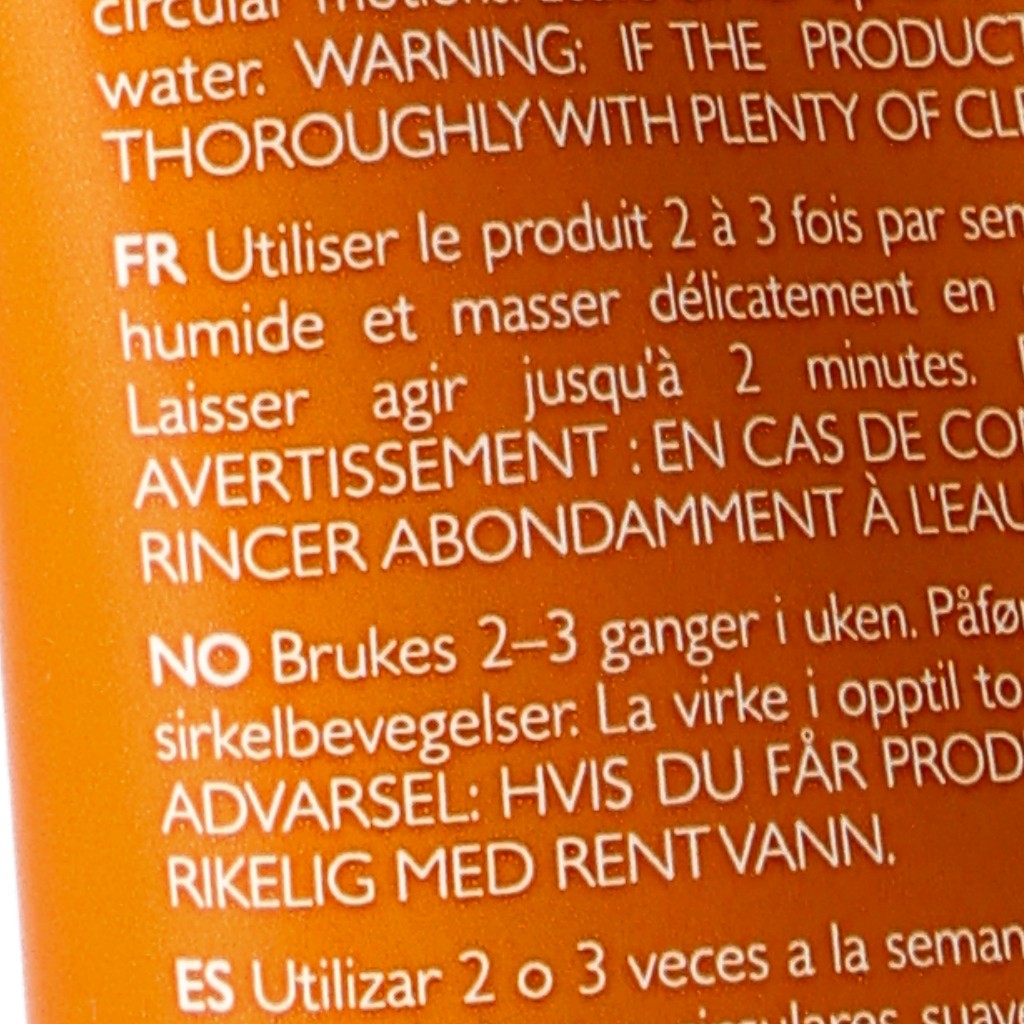 circular motions.
water. WARNING: IF THE PRODUCT
THOROUGHLY WITH PLENTY OF
FR Utiliser le produit 2 à 3 fois par
humide et masser délicatement en
Laisser agir jusqu'à 2 minutes.
AVERTISSEMENT : EN CAS DE
RINCER ABONDAMMENT À L'EAU
NO Brukes 2–3 ganger i uken.
sirkelbevegelser. La virke i opptil to
ADVARSEL: HVIS DU FÅR
RIKELIG MED RENT VANN.
ES Utilizar 2 o 3 veces a la